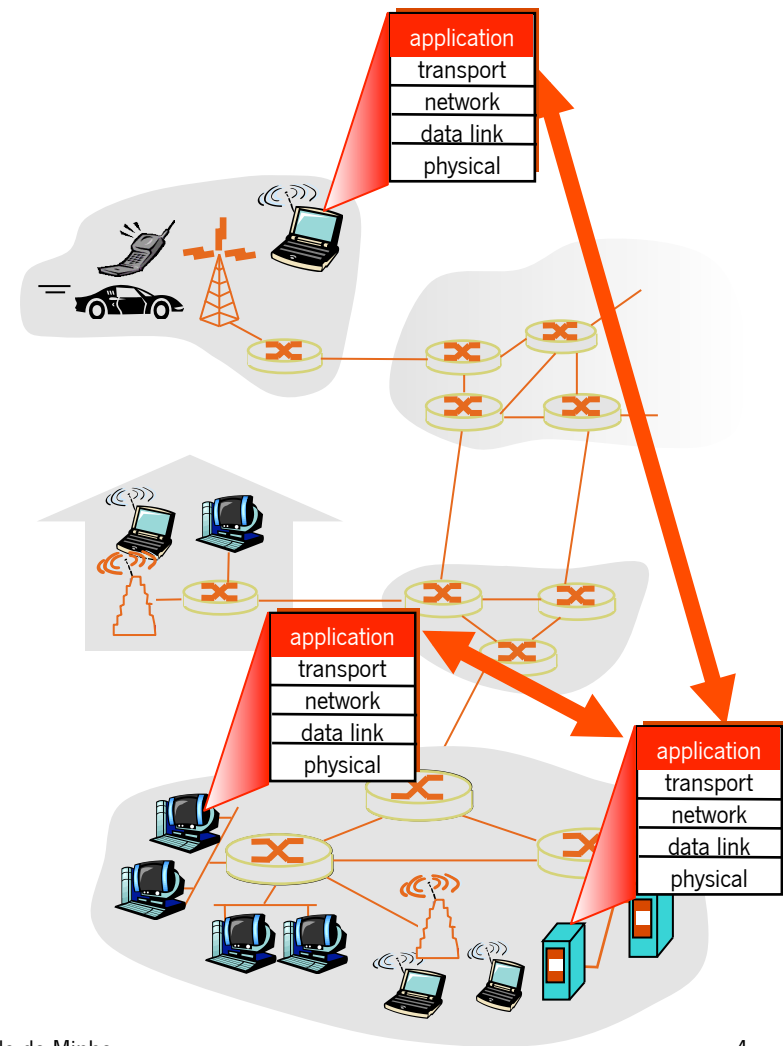 application
transport
network
data link
physical
application
transport
network
data link
physical
application
transport
network
data link
physical
4